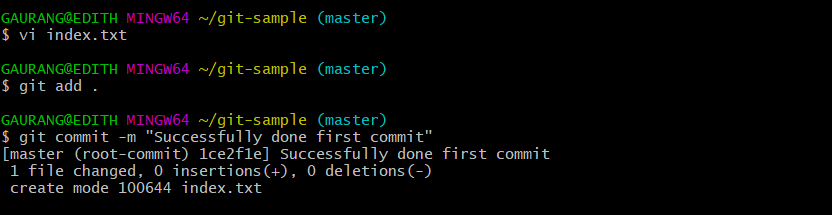 GAURANG@EDITH MINGW64 ~/git-sample (master)
$ vi index.txt
GAURANG@EDITH MINGW64 ~/git-sample (master)
$ git add .
GAURANG@EDITH MINGW64 ~/git-sample (master)
$ git commit -m "Successfully done first commit"
[master (root-commit) 1ce2f1e] Successfully done first commit
 1 file changed, 0 insertions(+), 0 deletions(-)
 create mode 100644 index.txt